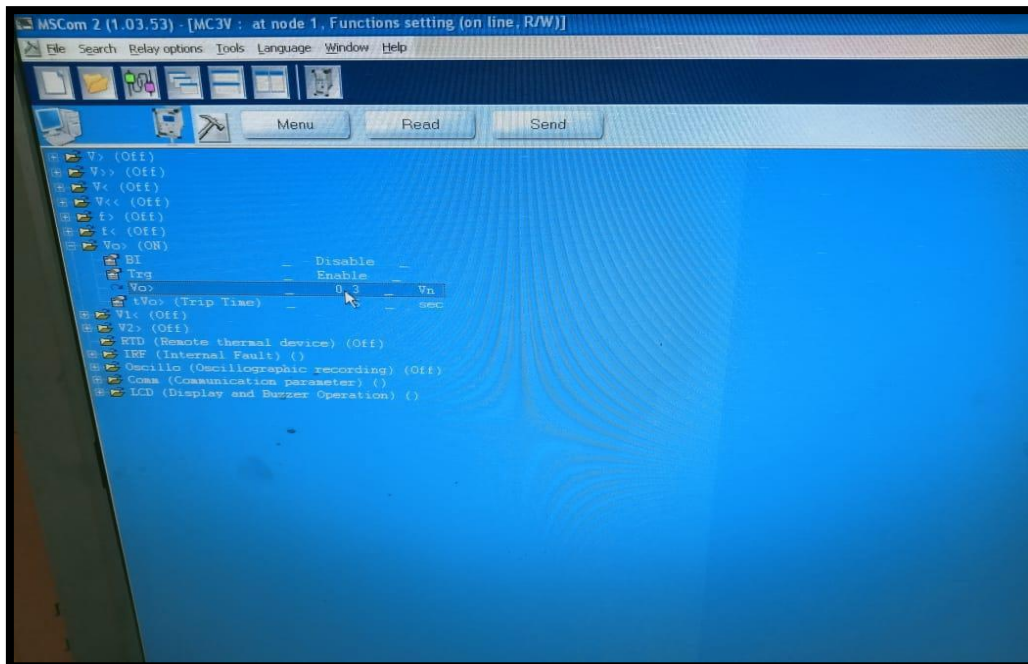 MSCom 2 (1.03.53) - [MC3V : at node 1, Functions setting (on line, R/W)]
File Search Relay options Tools Language Window Help
Menu Read Send
V> (Off)
V>> (Off)
V< (Off)
V<< (Off)
f> (Off)
f< (Off)
Vo> (ON)
BI _ Disable _
Trg _ Enable _
Vo> _ 0.3 _ Vn
tVo> (Trip Time) _ _ sec
V1< (Off)
V2> (Off)
RTD (Remote thermal device) (Off)
IRF (Internal Fault) ()
Oscillo (Oscillographic recording) (Off)
Comm (Communication parameter) ()
LCD (Display and Buzzer Operation) ()